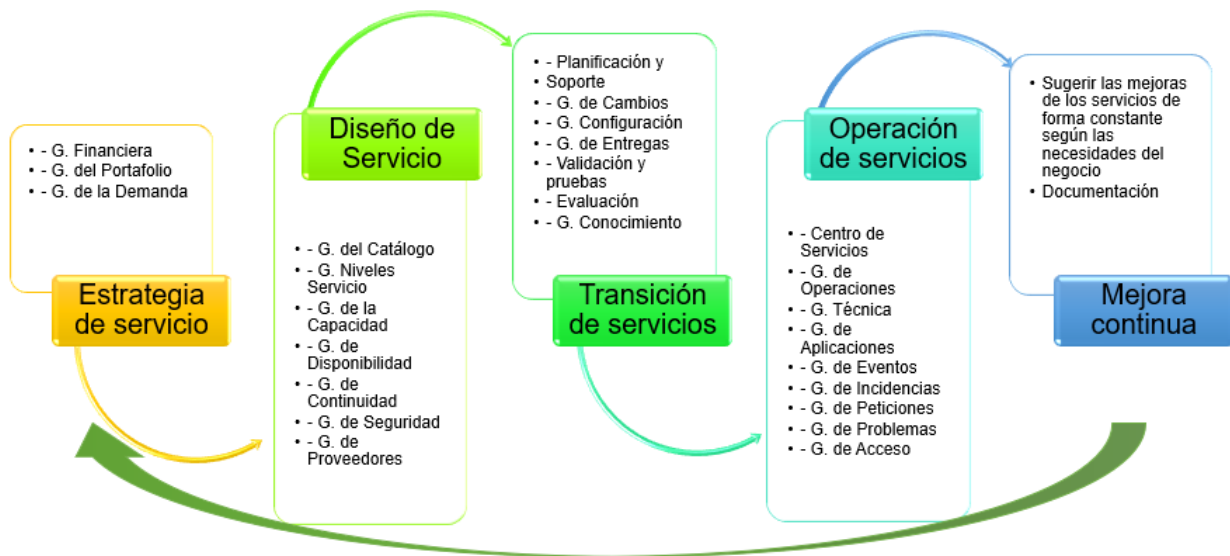 • - G. Financiera
• - G. del Portafolio
• - G. de la Demanda
Estrategia
de servicio
Diseño de
Servicio
• - G. del Catálogo
• - G. Niveles
Servicio
• - G. de la
Capacidad
• - G. de
Disponibilidad
• - G. de
Continuidad
• - G. de Seguridad
• - G. de
Proveedores
• - Planificación y
• Soporte
• - G. de Cambios
• - G. Configuración
• - G. de Entregas
• - Validación y
pruebas
• - Evaluación
• - G. Conocimiento
Transición
de servicios
Operación
de servicios
• - Centro de
Servicios
• - G. de
Operaciones
• - G. Técnica
• - G. de
Aplicaciones
• - G. de Eventos
• - G. de Incidencias
• - G. de Peticiones
• - G. de Problemas
• - G. de Acceso
• Sugerir las mejoras
de los servicios de
forma constante
según las
necesidades del
negocio
• Documentación
Mejora
continua